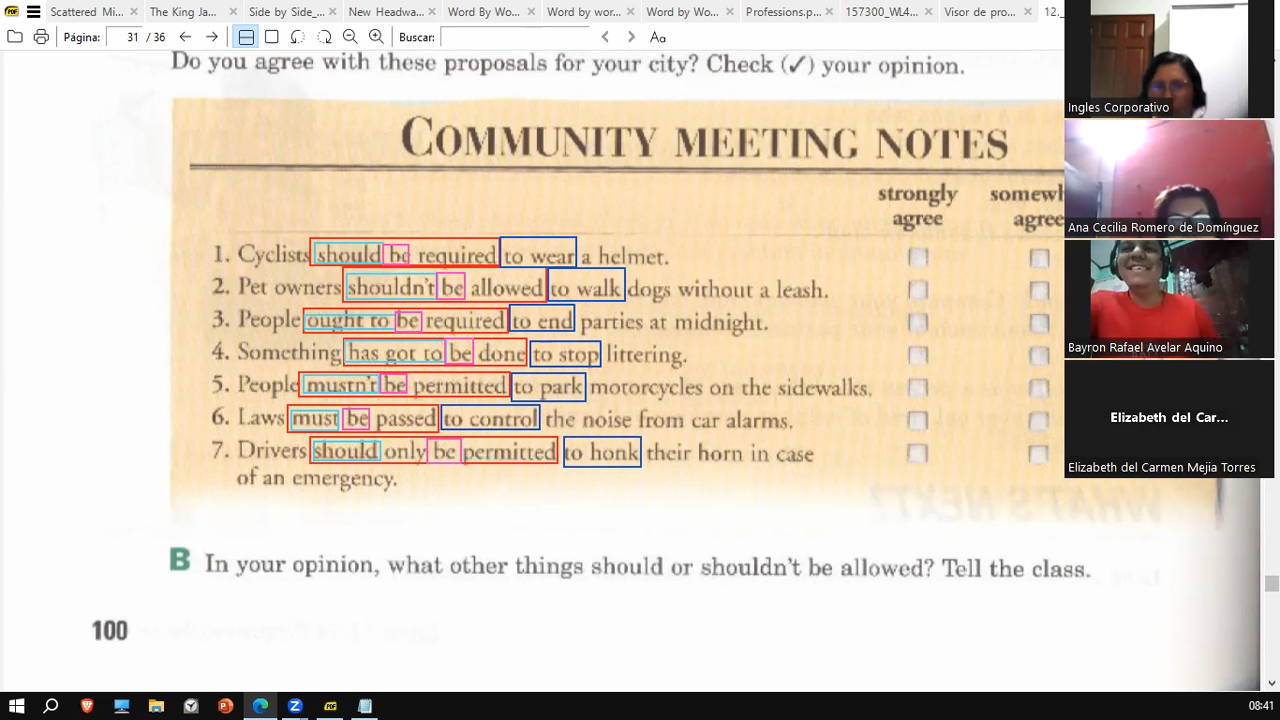 Scattered Mi...
The King Ja...
Side by Side_...
New Headwa...
Word By Wo...
Word by wor...
Word by Wo...
Professions.p...
157300_WL4...
Visor de pro...
12._
Página: 31 / 36
Buscar:
Do you agree with these proposals for your city? Check (✓) your opinion.
COMMUNITY MEETING NOTES
strongly agree
somewh
agree
1. Cyclists should be required to wear a helmet.
2. Pet owners shouldn't be allowed to walk dogs without a leash.
3. People ought to be required to end parties at midnight.
4. Something has got to be done to stop littering.
5. People mustn't be permitted to park motorcycles on the sidewalks.
6. Laws must be passed to control the noise from car alarms.
7. Drivers should only be permitted to honk their horn in case
of an emergency.
WHAT'S NEXT?
B In your opinion, what other things should or shouldn't be allowed? Tell the class.
100
Ingles Corporativo
Ana Cecilia Romero de Domínguez
Bayron Rafael Avelar Aquino
Elizabeth del Car...
Elizabeth del Carmen Mejia Torres
08:41